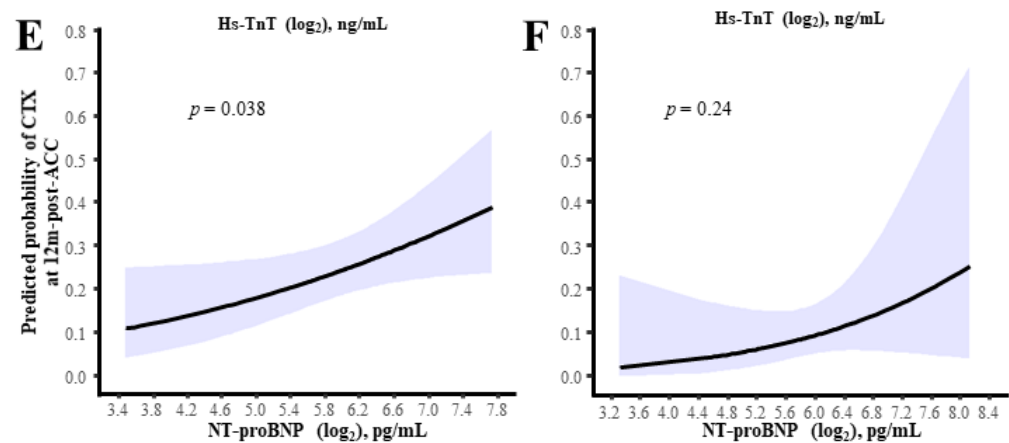 E
Hs-TnT (log₂), ng/mL
0.8
0.7
0.6
0.5
0.4
0.3
0.2
0.1
0.0
p = 0.038
Predicted probability of CTX
at 12m-post-ACC
3.4 3.8 4.2 4.6 5.0 5.4 5.8 6.2 6.6 7.0 7.4 7.8
NT-proBNP (log₂), pg/mL
F
Hs-TnT (log₂), ng/mL
0.8
0.7
0.6
0.5
0.4
0.3
0.2
0.1
0.0
p = 0.24
3.2 3.6 4.0 4.4 4.8 5.2 5.6 6.0 6.4 6.8 7.2 7.6 8.0 8.4
NT-proBNP (log₂), pg/mL